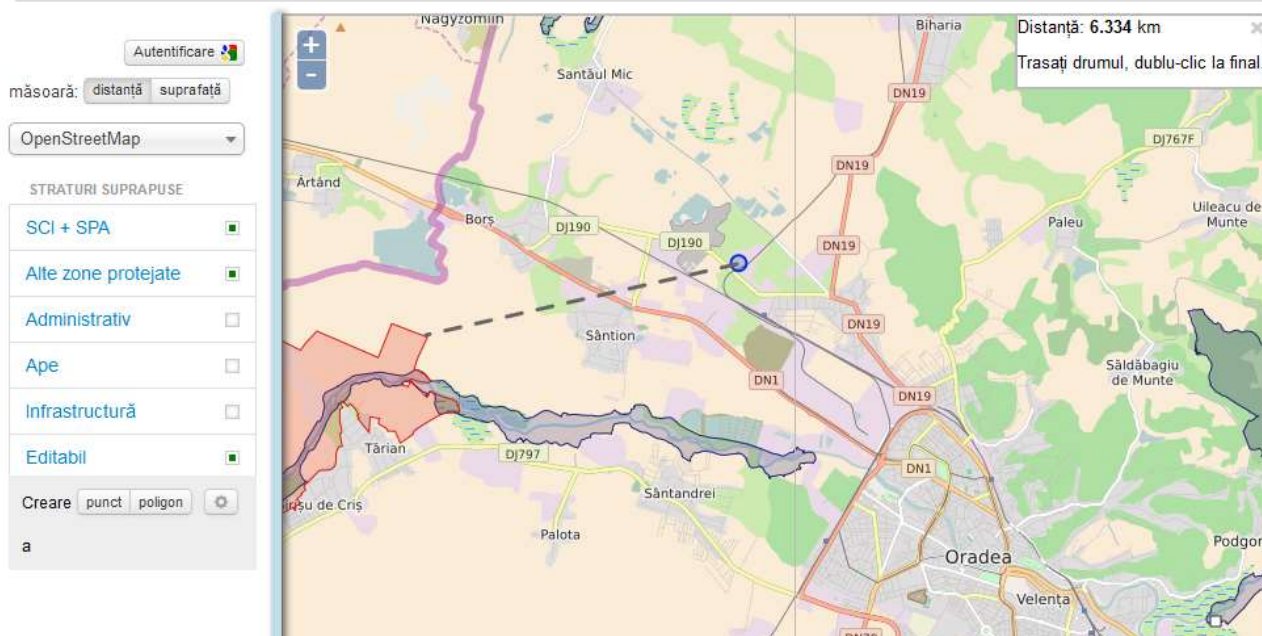 Autentificare
măsoară: distanță suprafață
OpenStreetMap
STRATURI SUPRAPUSE
SCI + SPA
Alte zone protejate
Administrativ
Ape
Infrastructură
Editabil
Creare punct poligon
a
+
-
Distanță: 6.334 km
Trasați drumul, dublu-clic la final.
Nagyzomlin
Biharia
Santăul Mic
DN19
DJ767F
Ártánd
DN19
Borș
Uileacu de
Munte
Paleu
DJ190
DJ190
DN19
Sântion
DN19
Săldăbagiu
de Munte
DN1
DN19
Tărian
DJ797
DN1
Sântandrei
Palota
Oradea
Velența